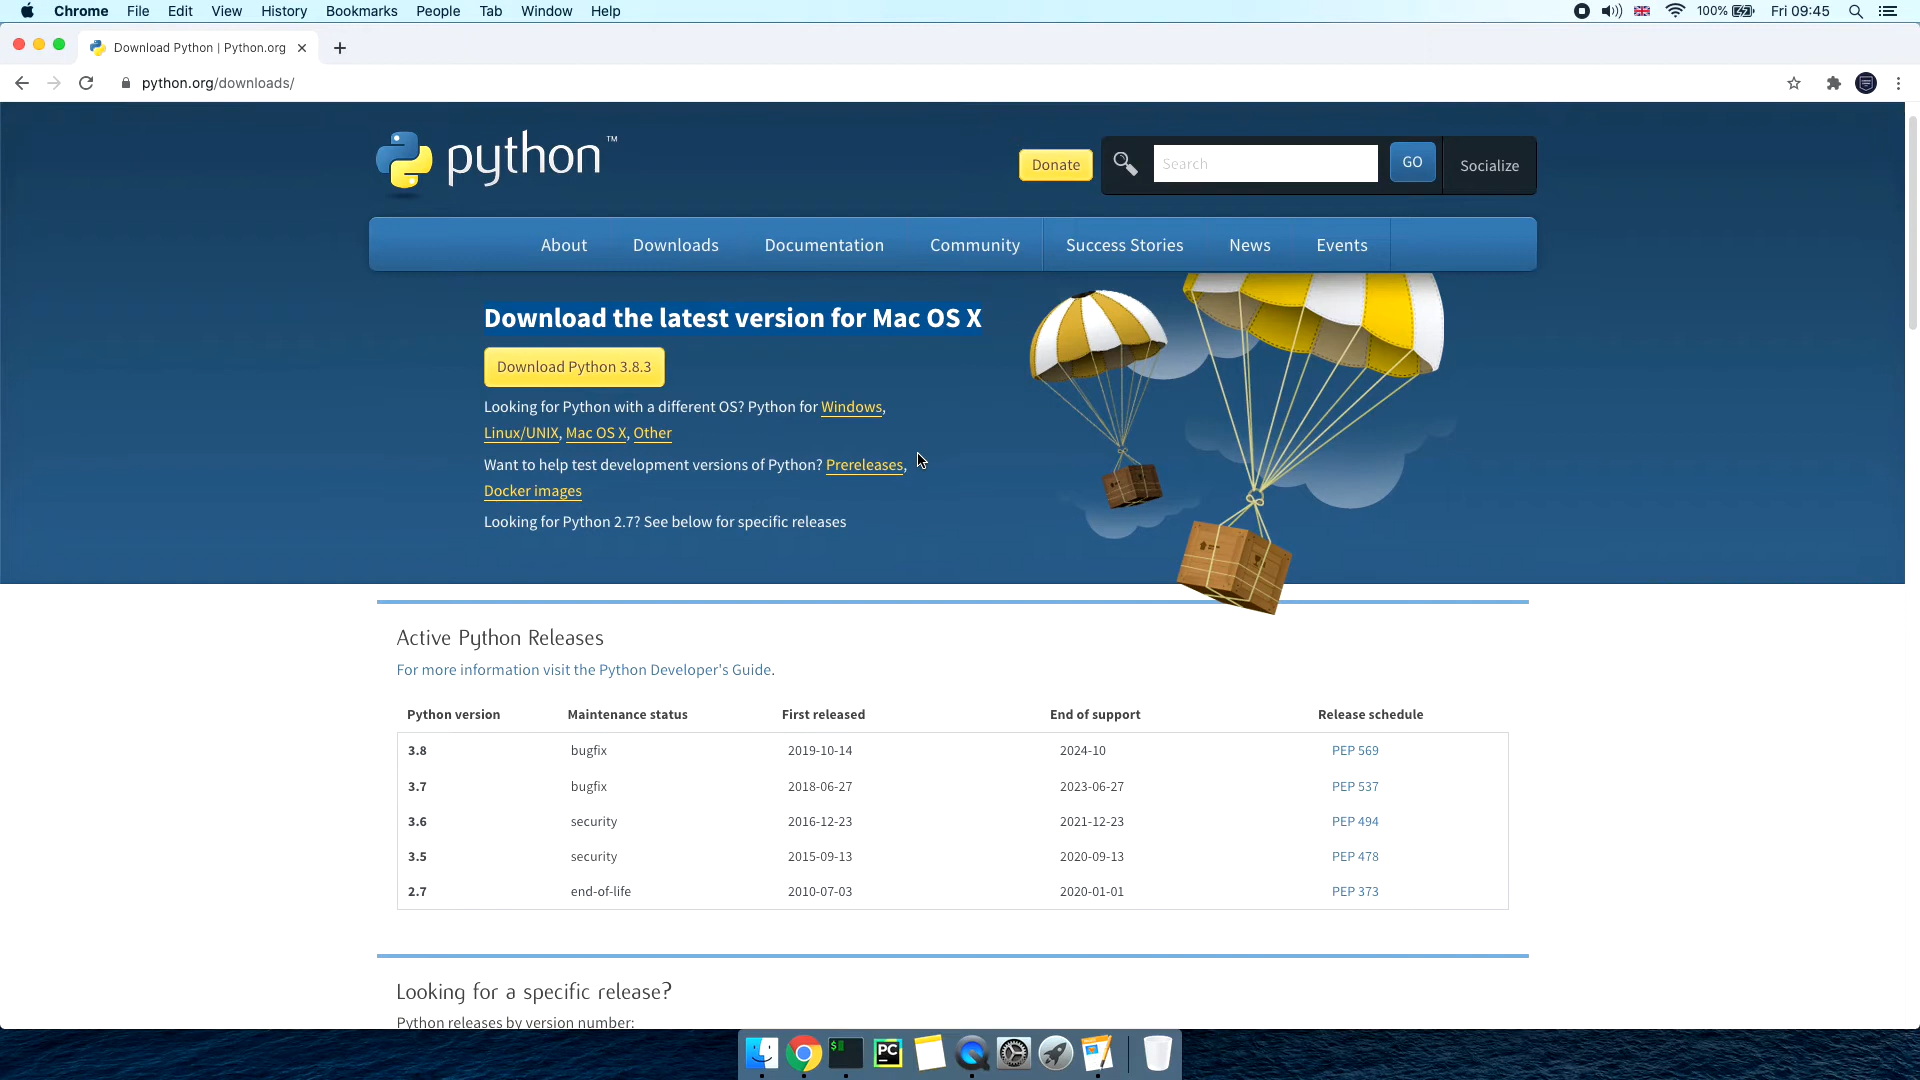 Chrome File Edit View History Bookmarks People Tab Window Help 100% Fri 09:45
Download Python | Python.org
python.org/downloads/
python™
Donate Search GO Socialize
About Downloads Documentation Community Success Stories News Events
Download the latest version for Mac OS X
Download Python 3.8.3
Looking for Python with a different OS? Python for Windows,
Linux/UNIX, Mac OS X, Other
Want to help test development versions of Python? Prereleases,
Docker images
Looking for Python 2.7? See below for specific releases
Active Python Releases
For more information visit the Python Developer's Guide.
Python version Maintenance status First released End of support Release schedule
3.8 bugfix 2019-10-14 2024-10 PEP 569
3.7 bugfix 2018-06-27 2023-06-27 PEP 537
3.6 security 2016-12-23 2021-12-23 PEP 494
3.5 security 2015-09-13 2020-09-13 PEP 478
2.7 end-of-life 2010-07-03 2020-01-01 PEP 373
Looking for a specific release?
Python releases by version number:
$ PC